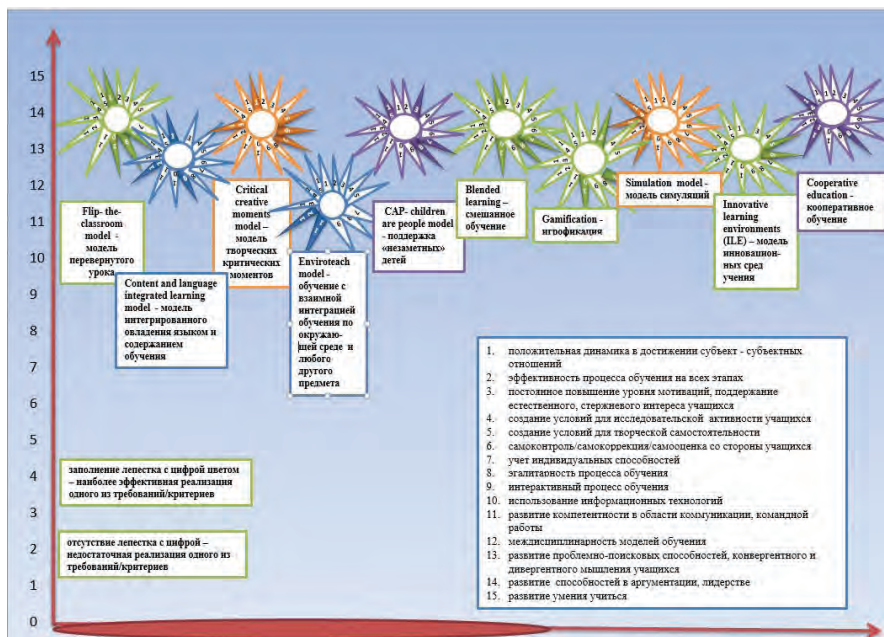 15
14
13
12
11
10
9
8
7
6
5
4
3
2
1
0
Flip- the-
classroom
model -
модель
перевернутого
урока
Content and language
integrated learning
model - модель
интегрированного
овладения языком и
содержанием
обучения
Critical
creative
moments
model –
модель
творческих
критических
моментов
Enviroteach
model -
обучение с
взаимной
интеграцией
обучения по
окружаю-
щей среде и
любого
другого
предмета
CAP- children
are people model
- поддержка
«незаметных»
детей
Blended
learning –
смешанное
обучение
Gamification -
игрофикация
Simulation model -
модель симуляций
Innovative
learning
environments
(ILE) – модель
инновацион-
ных сред
учения
Cooperative
education -
кооперативное
обучение
заполнение лепестка с цифрой цветом
– наиболее эффективная реализация
одного из требований/критериев
отсутствие лепестка с цифрой –
недостаточная реализация одного из
требований/критериев
1. положительная динамика в достижении субъект - субъектных
отношений
2. эффективность процесса обучения на всех этапах
3. постоянное повышение уровня мотиваций, поддержание
естественного, стержневого интереса учащихся
4. создание условий для исследовательской активности учащихся
5. создание условий для творческой самостоятельности
6. самоконтроль/самокоррекция/самооценка со стороны учащихся
7. учет индивидуальных способностей
8. эгалитарность процесса обучения
9. интерактивный процесс обучения
10. использование информационных технологий
11. развитие компетентности в области коммуникации, командной
работы
12. междисциплинарность моделей обучения
13. развитие проблемно-поисковых способностей, конвергентного и
дивергентного мышления учащихся
14. развитие способностей в аргументации, лидерстве
15. развитие умения учиться